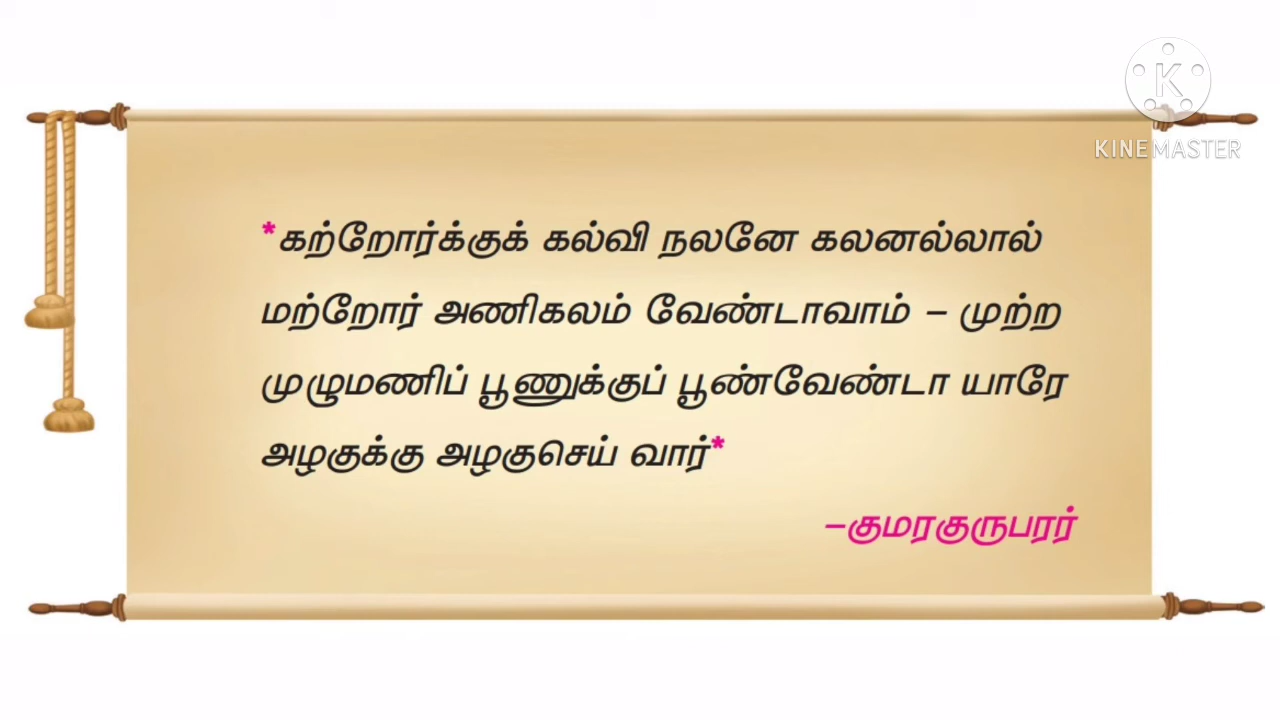 K
KINEMASTER
*கற்றோர்க்குக் கல்வி நலனே கலனல்லால்
மற்றோர் அணிகலம் வேண்டாவாம் – முற்ற
முழுமணிப் பூணுக்குப் பூண்வேண்டா யாரே
அழகுக்கு அழகுசெய் வார்*
–குமரகுருபரர்